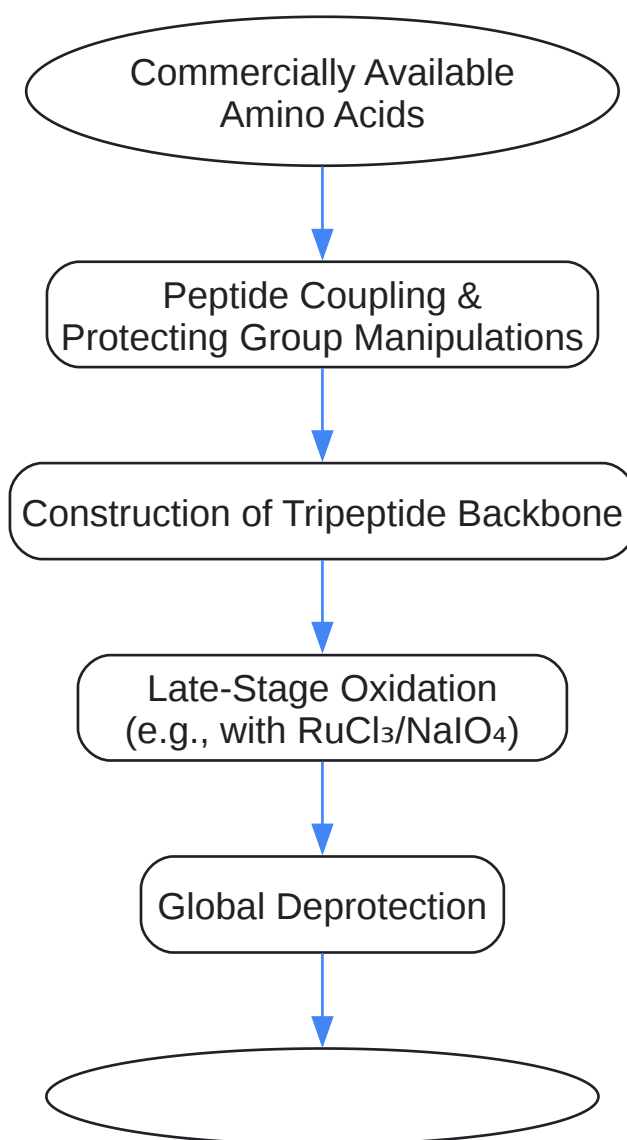 Commercially Available
Amino Acids
Peptide Coupling &
Protecting Group Manipulations
Construction of Tripeptide Backbone
Late-Stage Oxidation
(e.g., with RuCl₃/NaIO₄)
Global Deprotection